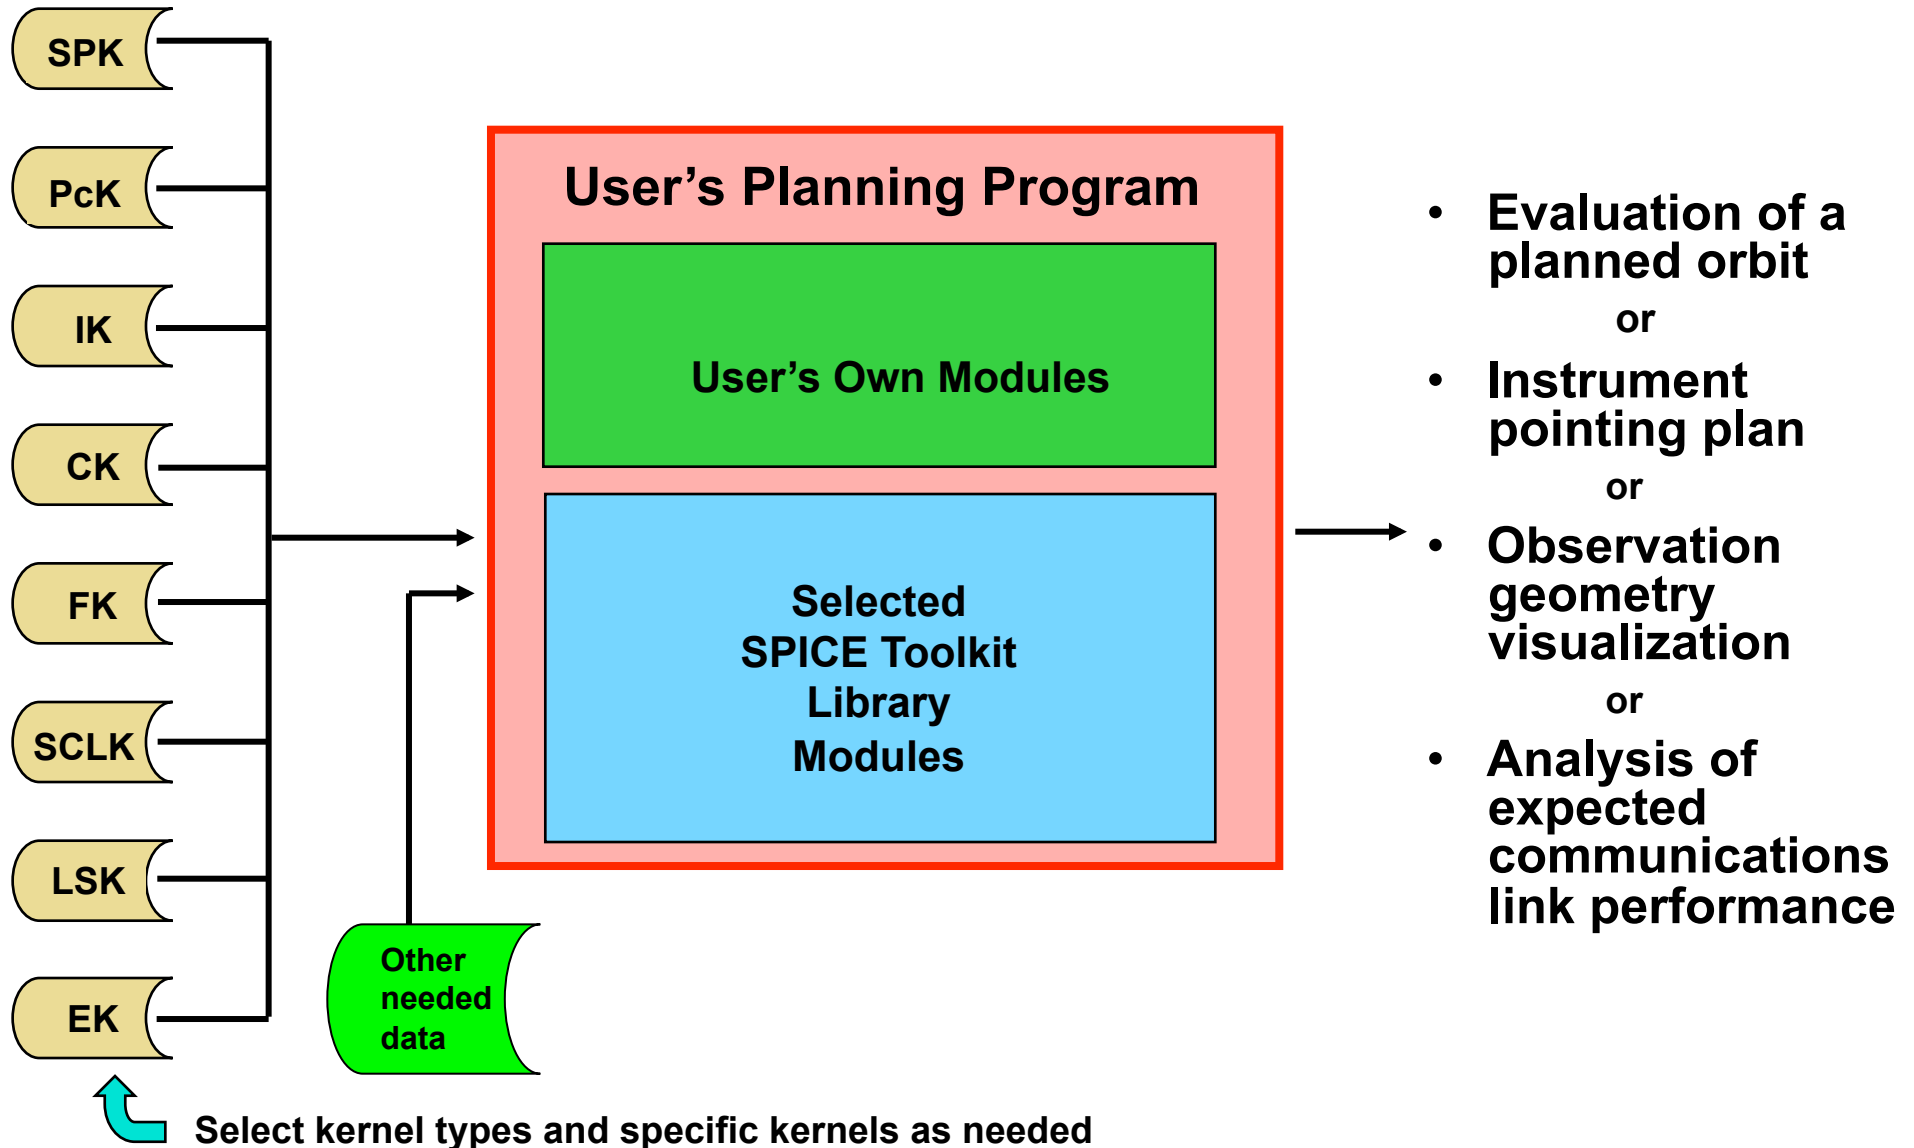 SPK
PcK
IK
CK
FK
SCLK
LSK
EK
Select kernel types and specific kernels as needed
Other
needed
data
User’s Planning Program
User’s Own Modules
Selected
SPICE Toolkit
Library
Modules
• Evaluation of a
planned orbit
or
• Instrument
pointing plan
or
• Observation
geometry
visualization
or
• Analysis of
expected
communications
link performance